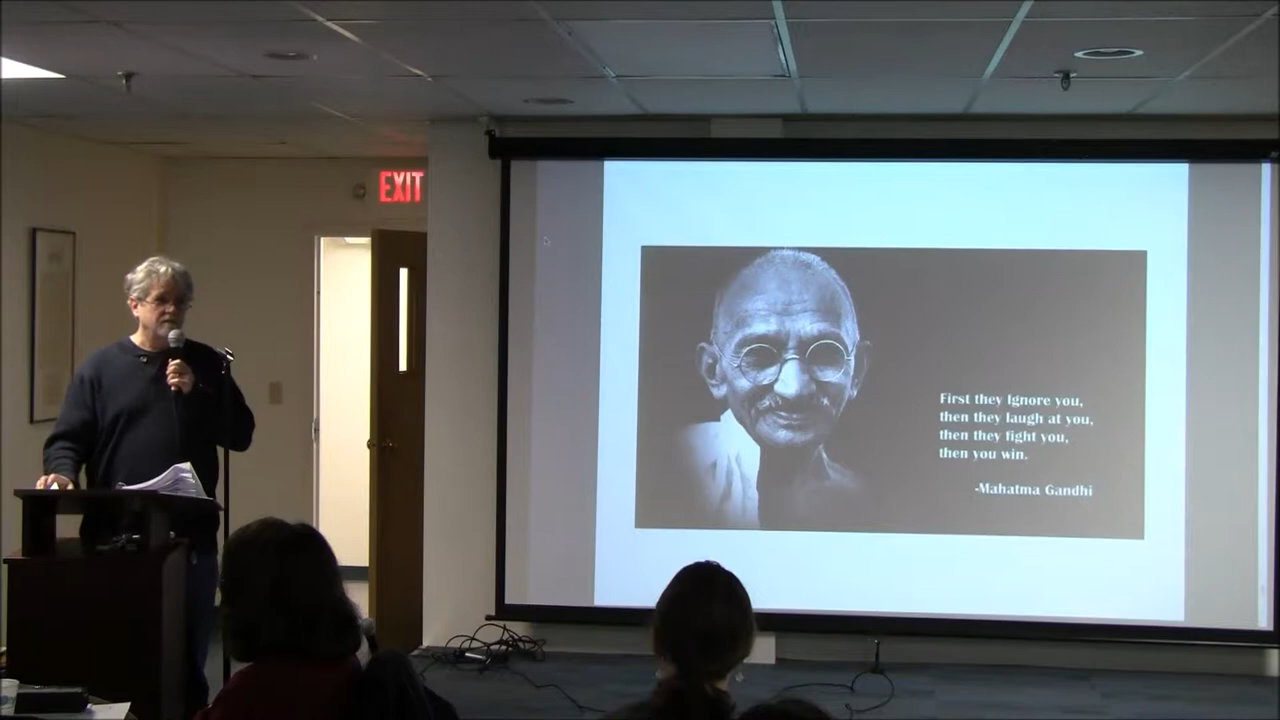 EXIT
First they Ignore you,
then they laugh at you,
then they fight you,
then you win.
-Mahatma Gandhi